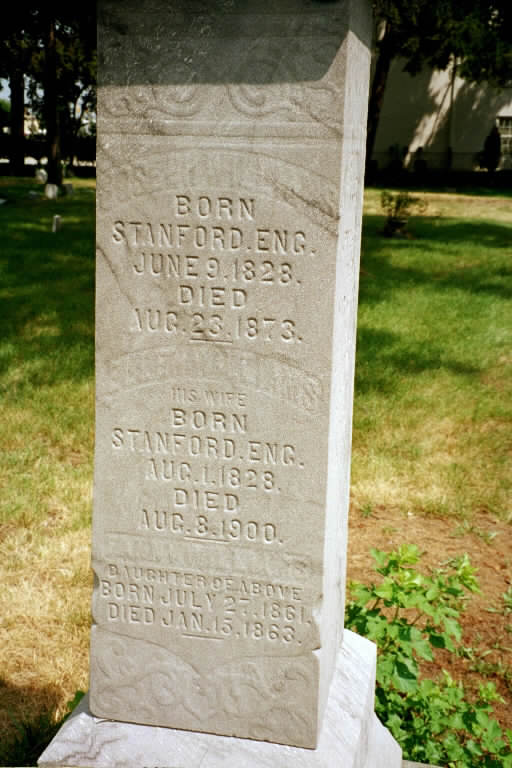 BORN
STANFORD. ENG.
JUNE 9. 1828.
DIED
AUG. 23. 1873.
WILLIAMS
HIS WIFE
BORN
STANFORD. ENG.
AUG. 1. 1828.
DIED
AUG. 8. 1900.
DAUGHTER OF ABOVE
BORN JULY 27. 1861.
DIED JAN. 15. 1863.